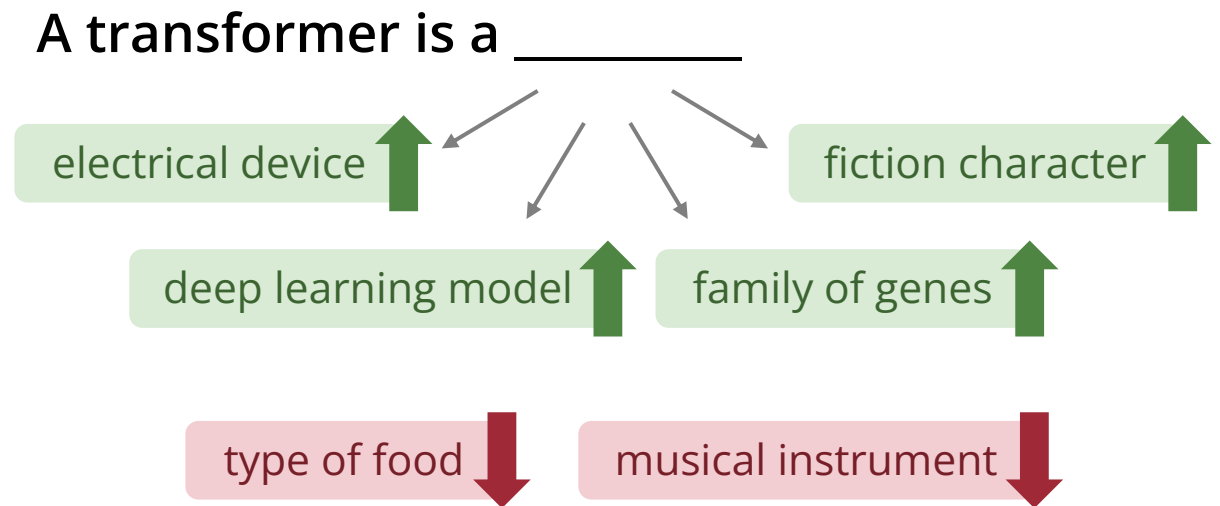 A transformer is a ________
electrical device
fiction character
deep learning model
family of genes
type of food
musical instrument